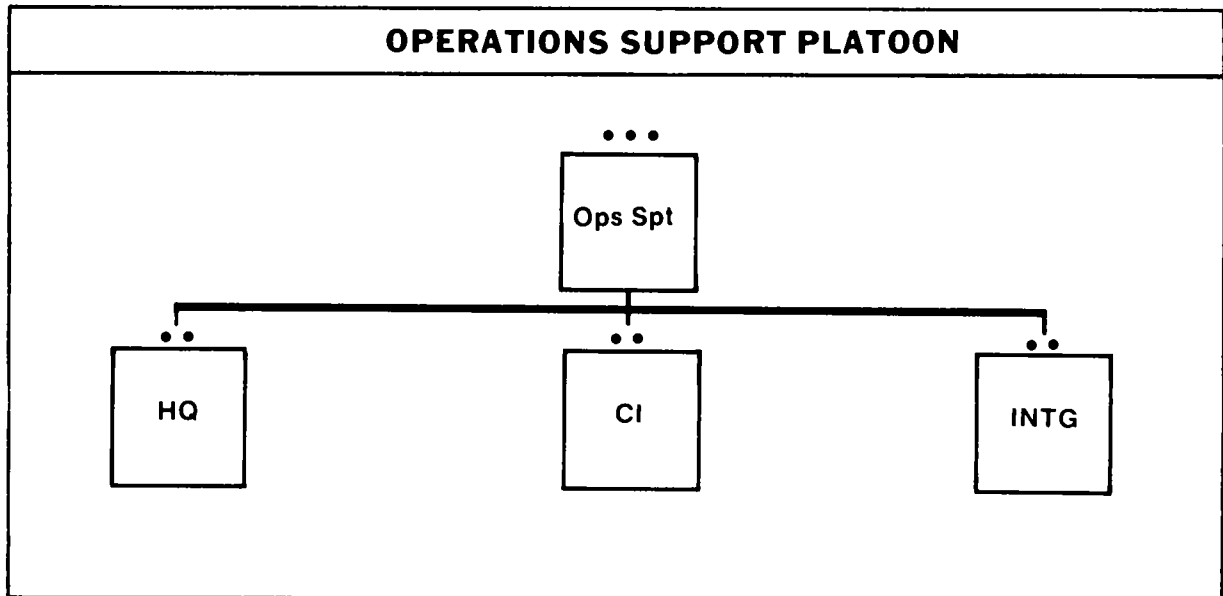 OPERATIONS SUPPORT PLATOON
Ops Spt
HQ
CI
INTG